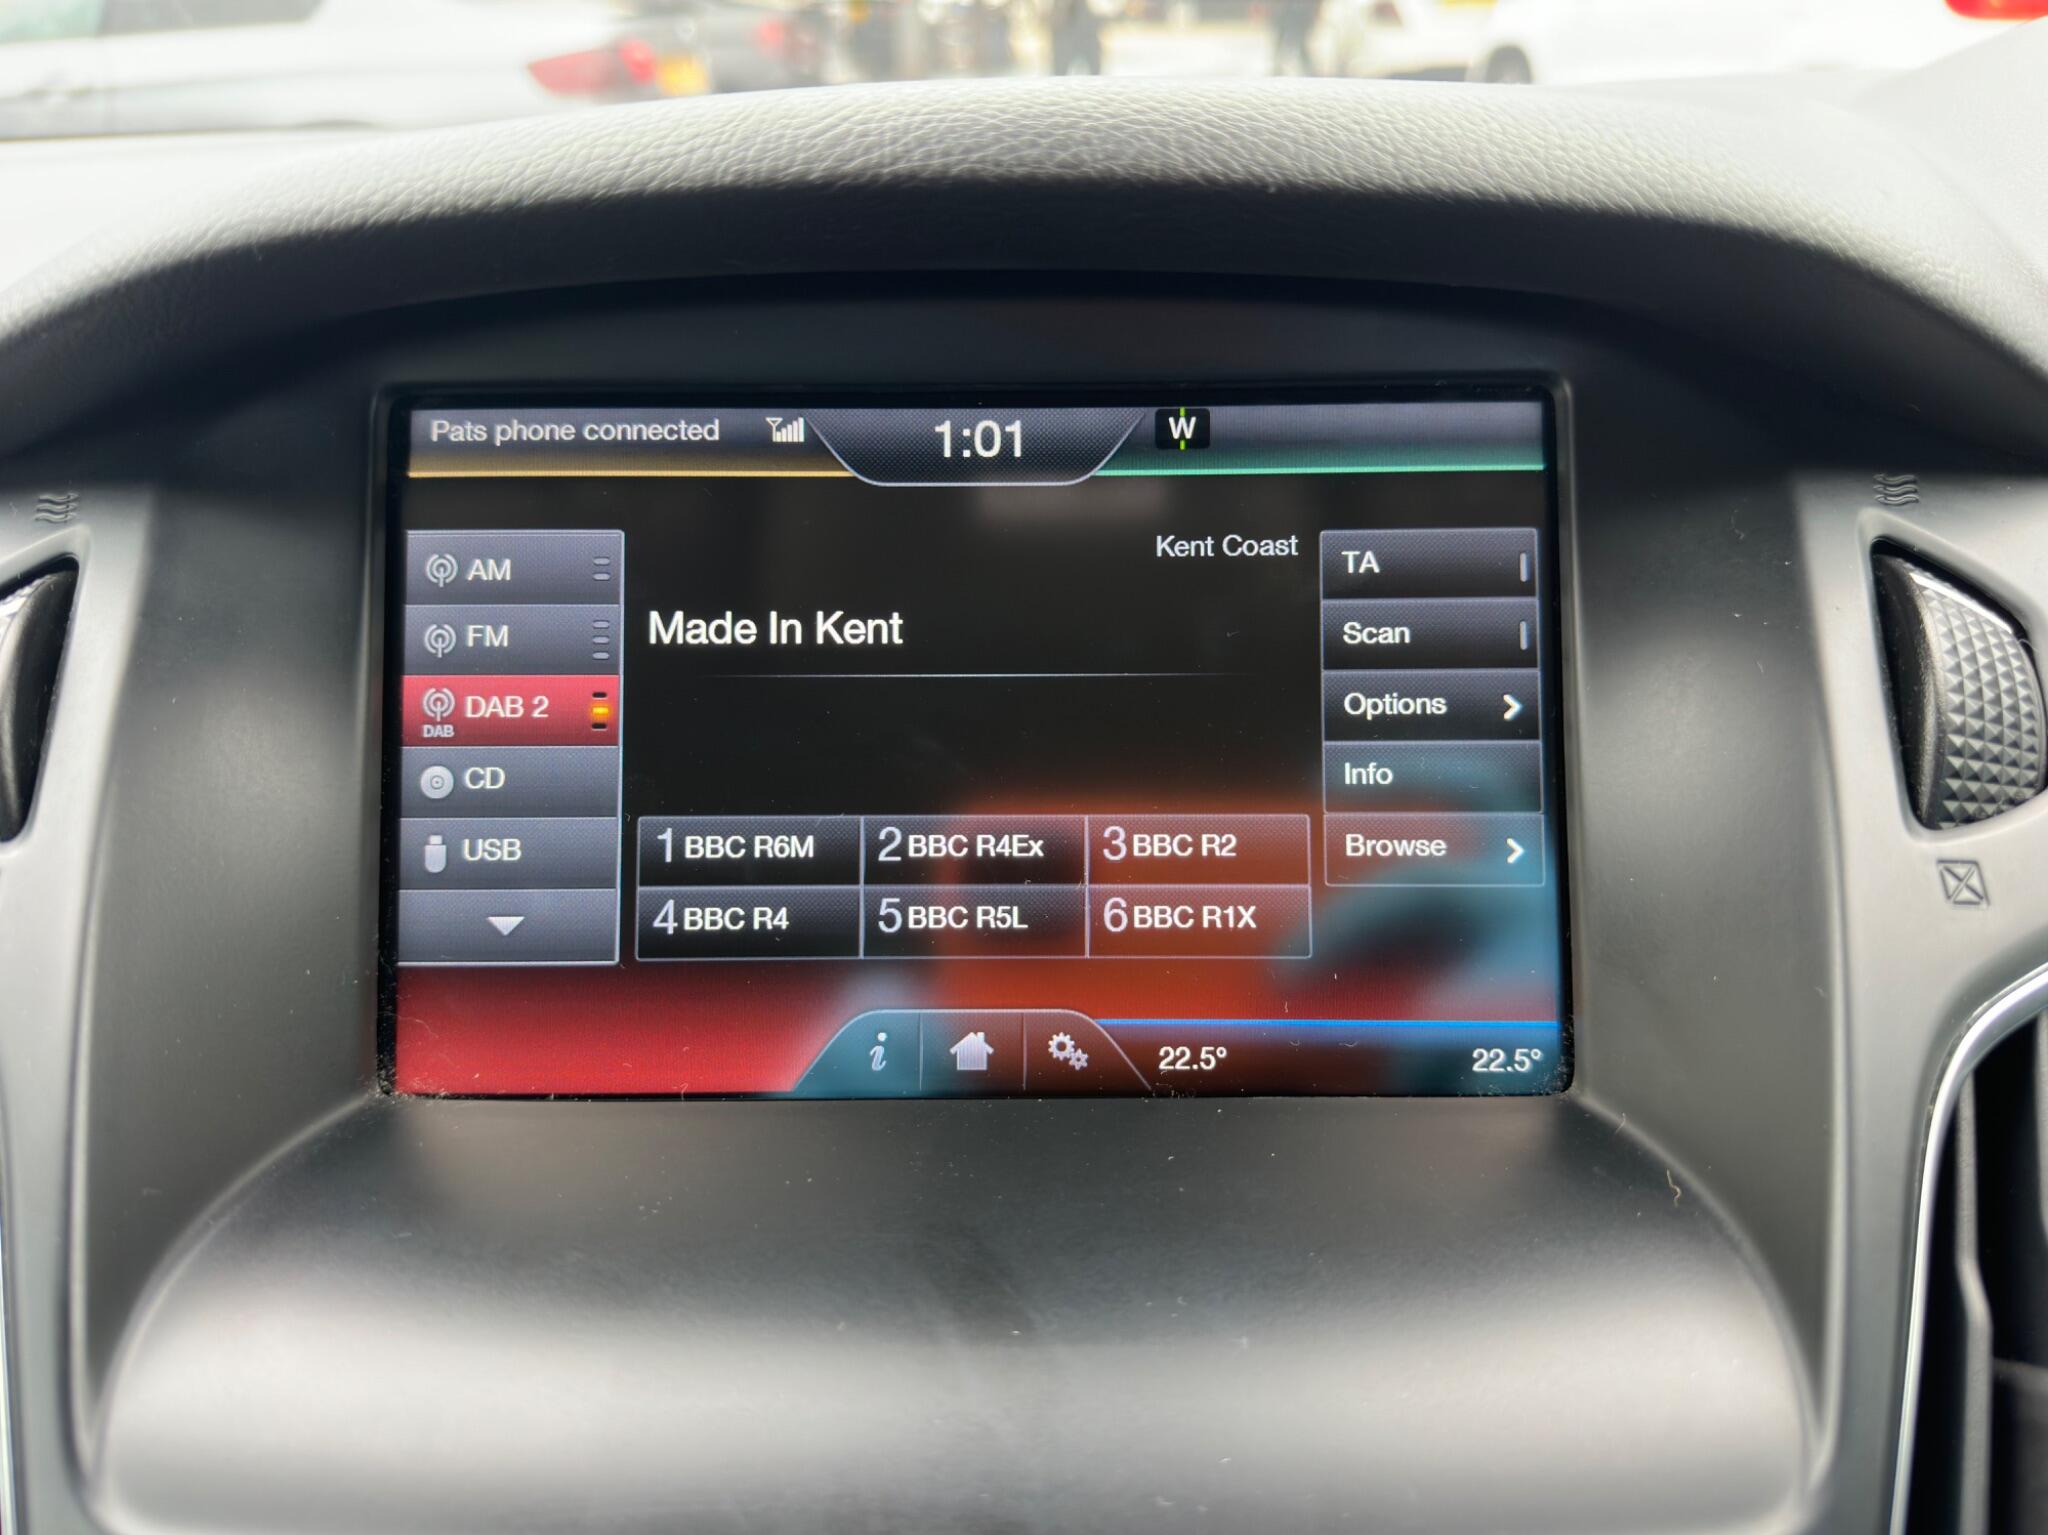 Pats phone connected
1:01
W
Kent Coast
Made In Kent
AM
FM
DAB 2
DAB
CD
USB
TA
Scan
Options
Info
Browse
1 BBC R6M
2 BBC R4Ex
3 BBC R2
4 BBC R4
5 BBC R5L
6 BBC R1X
i
22.5°
22.5°